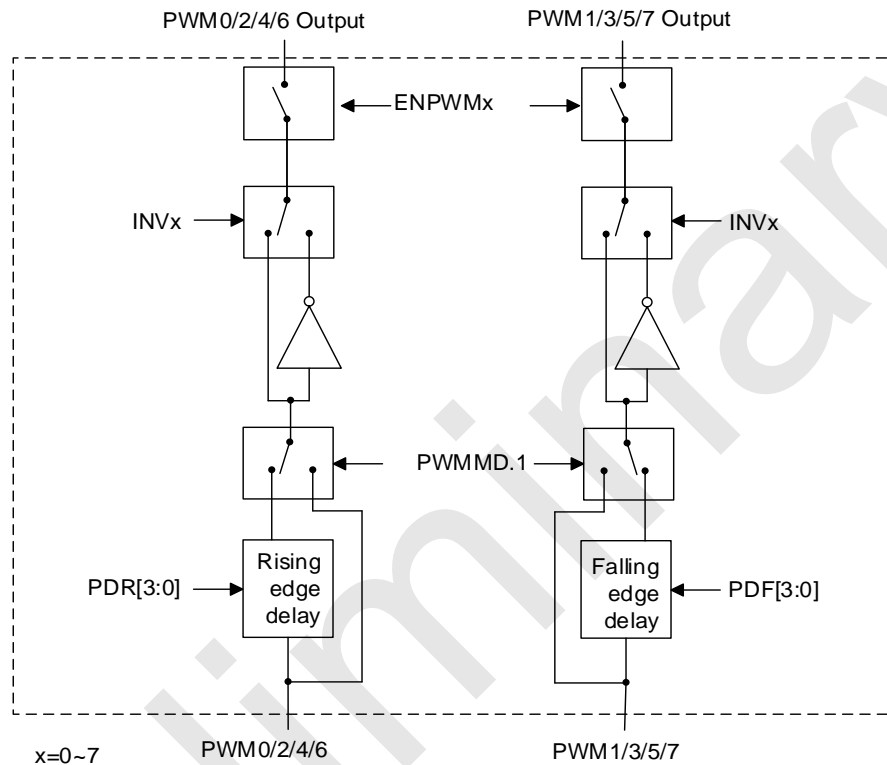 PWM0/2/4/6 Output
PWM1/3/5/7 Output
ENPWMx
INVx
INVx
PWMMD.1
PDR[3:0]
Rising
edge
delay
Falling
edge
delay
PDF[3:0]
PWM0/2/4/6
PWM1/3/5/7
x=0~7